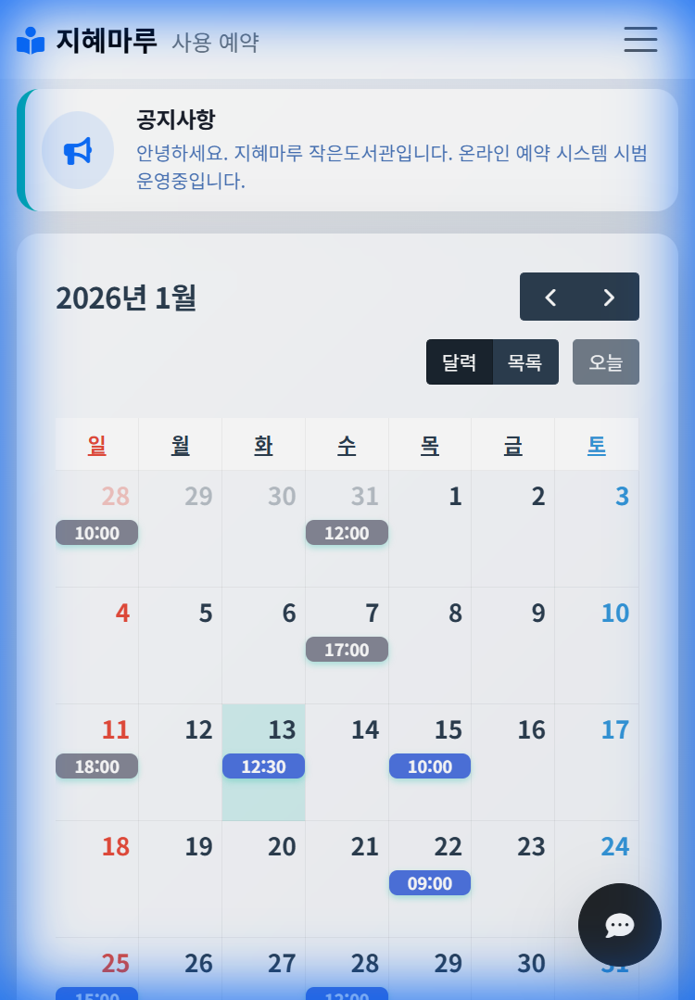 지혜마루 사용 예약
공지사항
안녕하세요. 지혜마루 작은도서관입니다. 온라인 예약 시스템 시범
운영중입니다.
2026년 1월
달력 목록 오늘
일 월 화 수 목 금 토
28 29 30 31 1 2 3
10:00 12:00
4 5 6 7 8 9 10
17:00
11 12 13 14 15 16 17
18:00 12:30 10:00
18 19 20 21 22 23 24
09:00
25 26 27 28 29 30 31